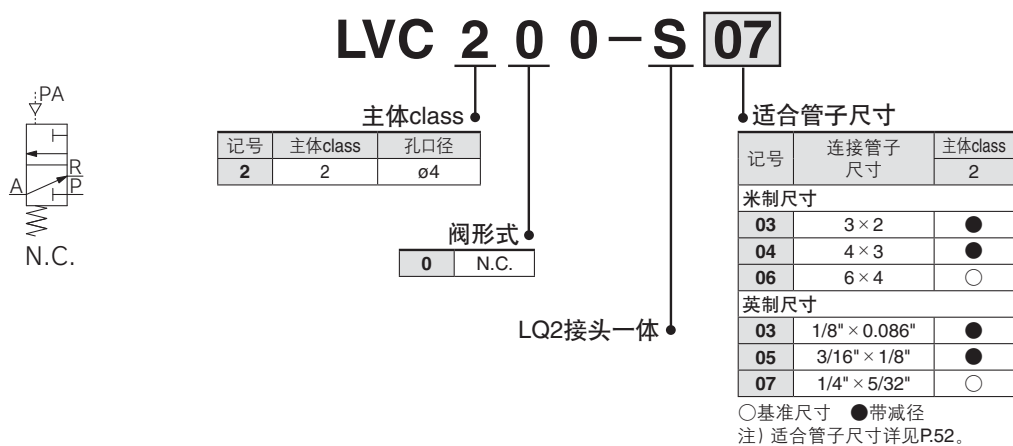 LVC 2 0 0 - S 07
PA
A
R
P
N.C.
主体class
记号 主体class 孔口径
2 2 ø4
阀形式
0 N.C.
LQ2接头一体
适合管子尺寸
记号 连接管子尺寸 主体class
2
米制尺寸
03 3×2 ●
04 4×3 ●
06 6×4 ○
英制尺寸
03 1/8"×0.086" ●
05 3/16"×1/8" ●
07 1/4"×5/32" ○
○基准尺寸 ●带减径
注) 适合管子尺寸详见P.52。